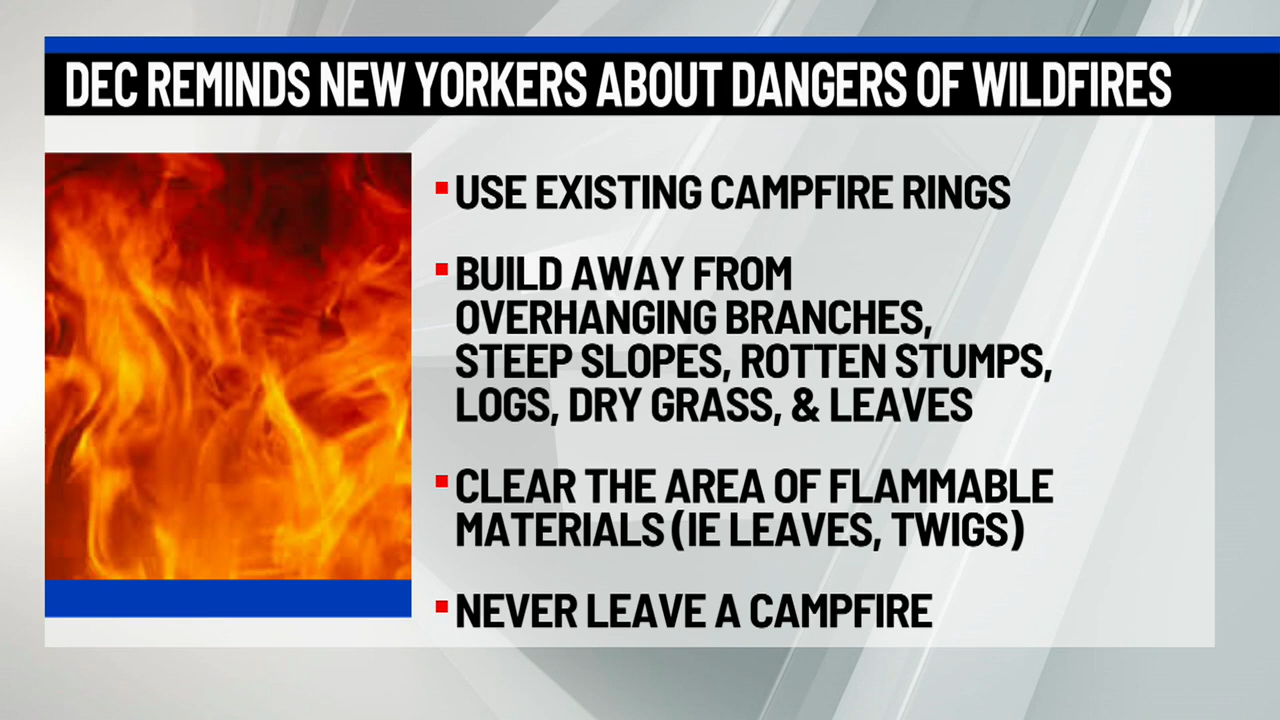 DEC REMINDS NEW YORKERS ABOUT DANGERS OF WILDFIRES
USE EXISTING CAMPFIRE RINGS
BUILD AWAY FROM
OVERHANGING BRANCHES,
STEEP SLOPES, ROTTEN STUMPS,
LOGS, DRY GRASS, & LEAVES
CLEAR THE AREA OF FLAMMABLE
MATERIALS (IE LEAVES, TWIGS)
NEVER LEAVE A CAMPFIRE